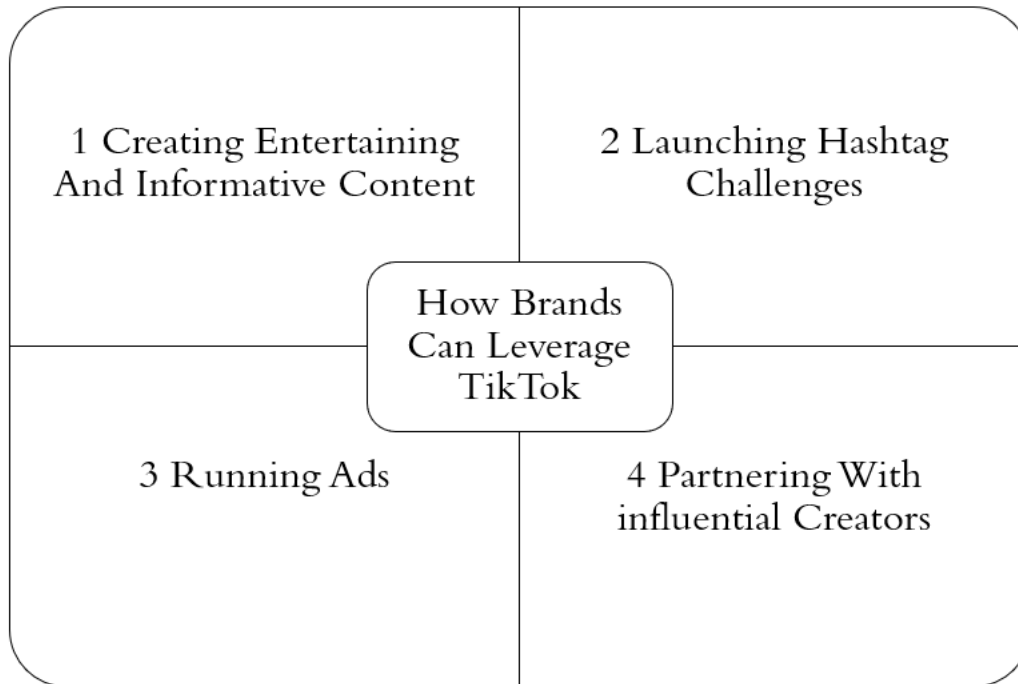 1 Creating Entertaining
And Informative Content
2 Launching Hashtag
Challenges
How Brands
Can Leverage
TikTok
3 Running Ads
4 Partnering With
influential Creators